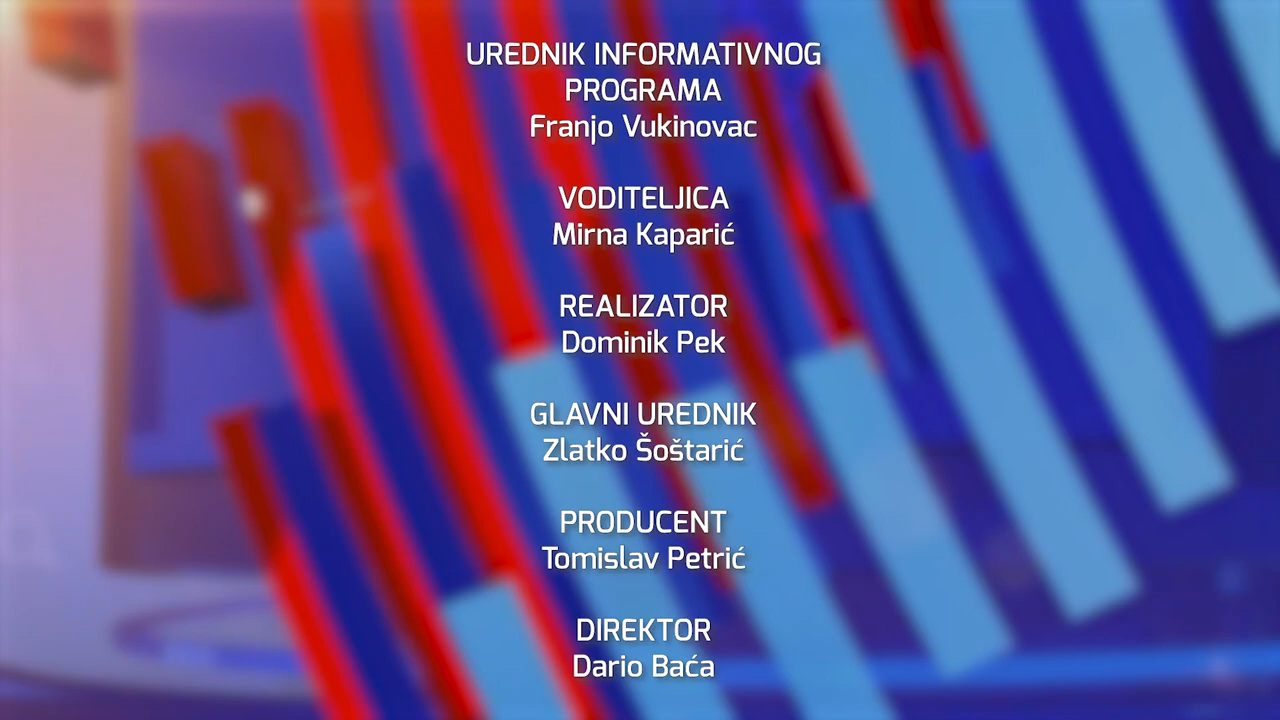 UREDNIK INFORMATIVNOG
PROGRAMA
Franjo Vukinovac
VODITELJICA
Mirna Kaparić
REALIZATOR
Dominik Pek
GLAVNI UREDNIK
Zlatko Šoštarić
PRODUCENT
Tomislav Petrić
DIREKTOR
Dario Baća